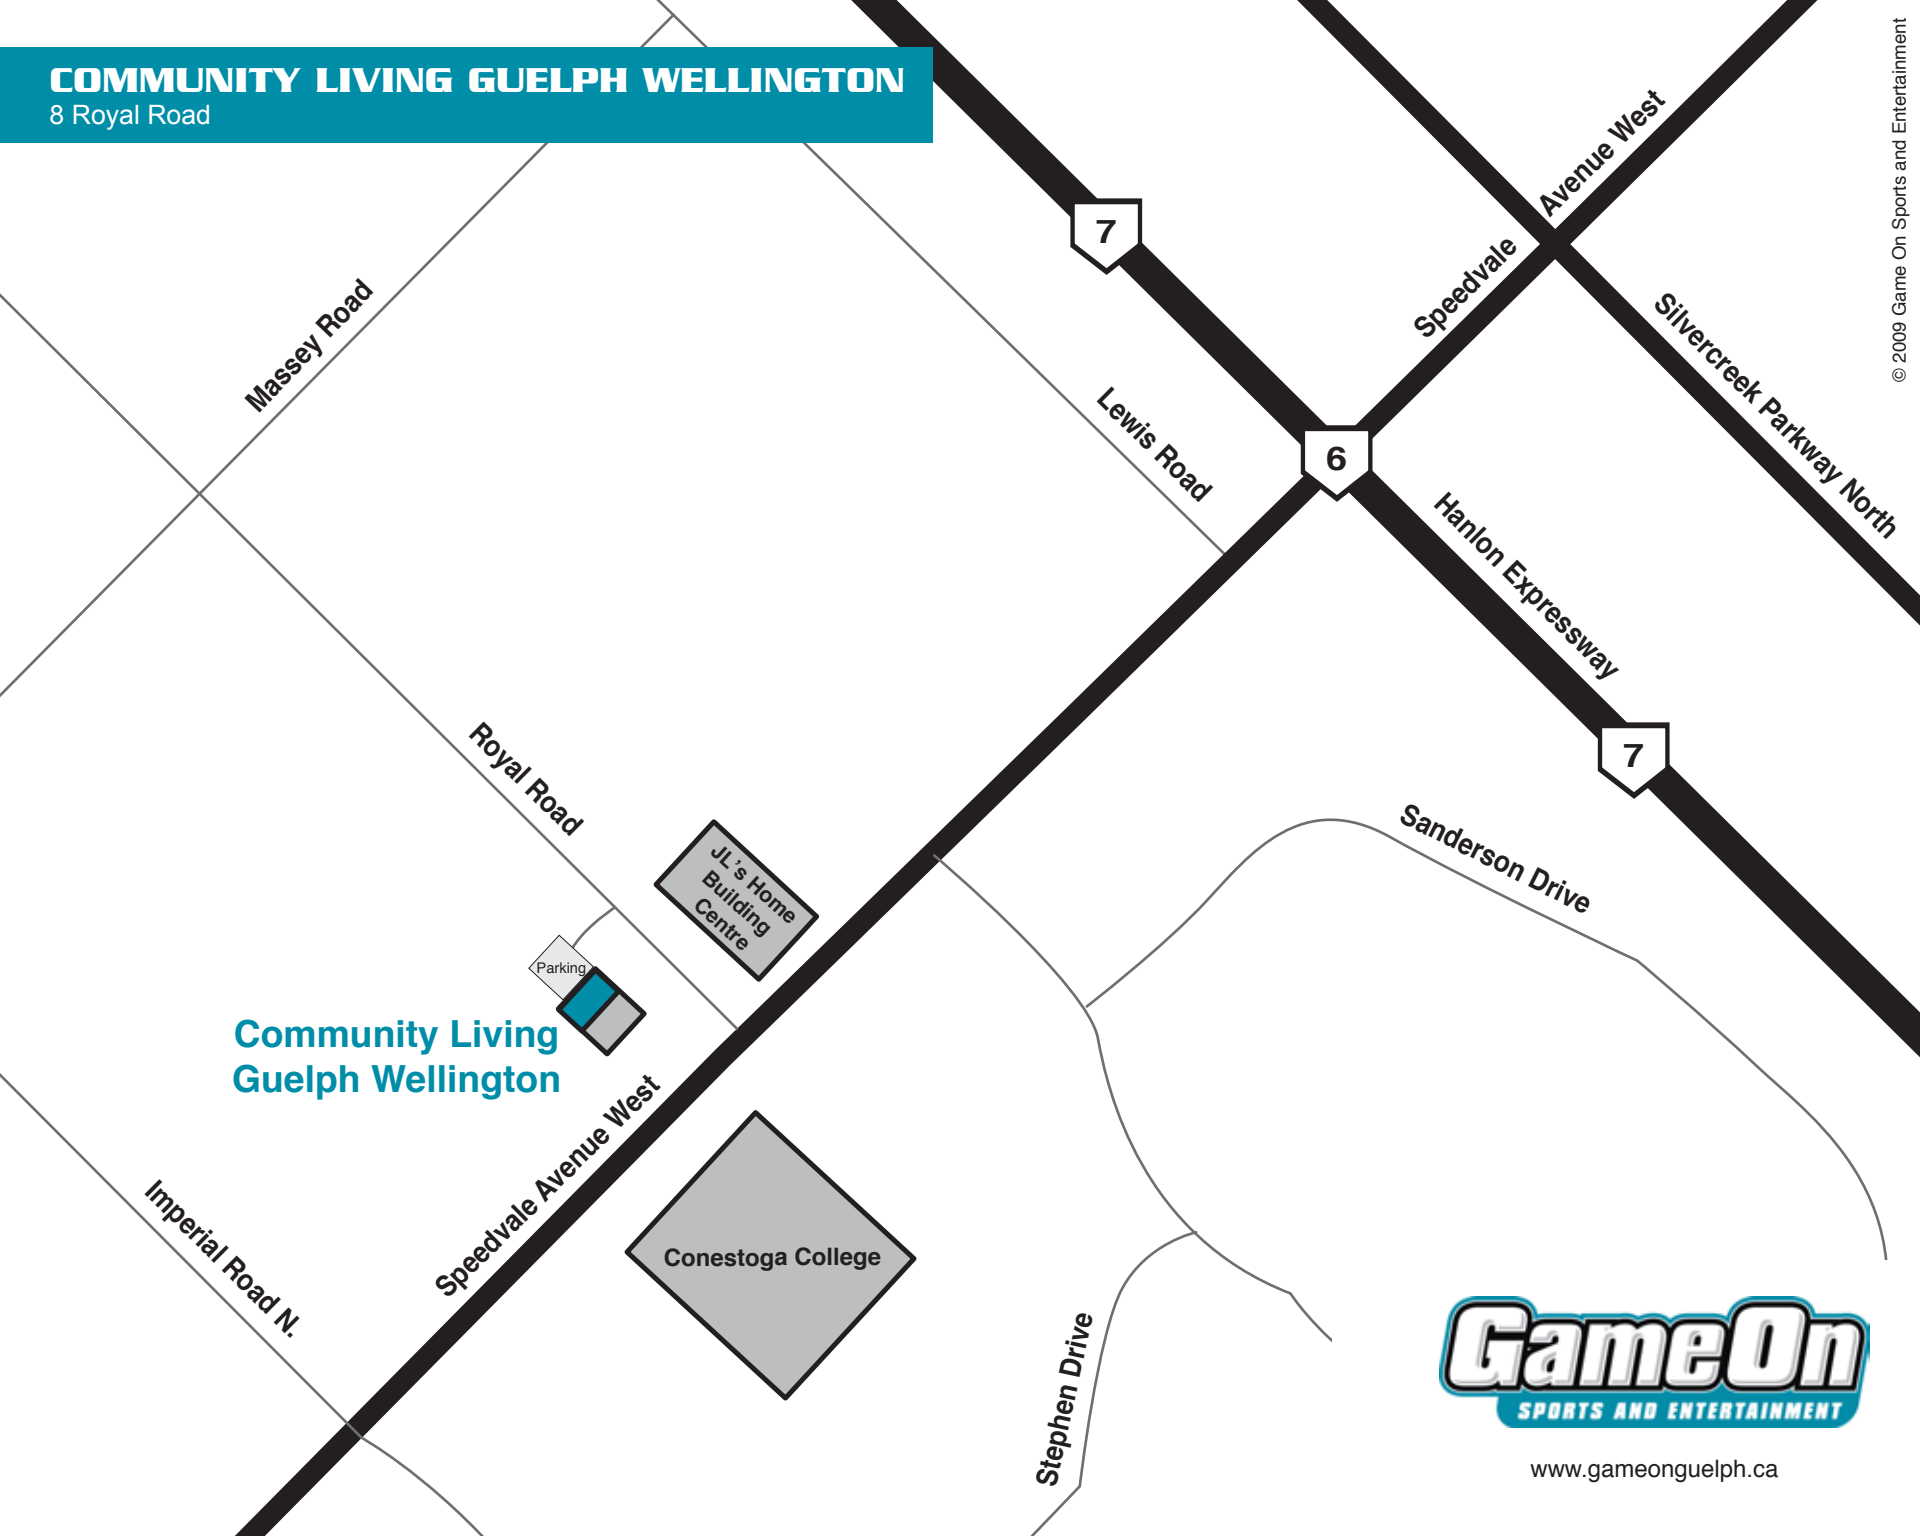 COMMUNITY LIVING GUELPH WELLINGTON
8 Royal Road
© 2009 Game On Sports and Entertainment
7
Speedvale Avenue West
Massey Road
Silvercreek Parkway North
Lewis Road
6
Hanlon Expressway
7
Royal Road
Sanderson Drive
JL's Home
Building
Centre
Parking
Community Living
Guelph Wellington
Speedvale Avenue West
Imperial Road N.
Conestoga College
Stephen Drive
GameOn
SPORTS AND ENTERTAINMENT
www.gameonguelph.ca